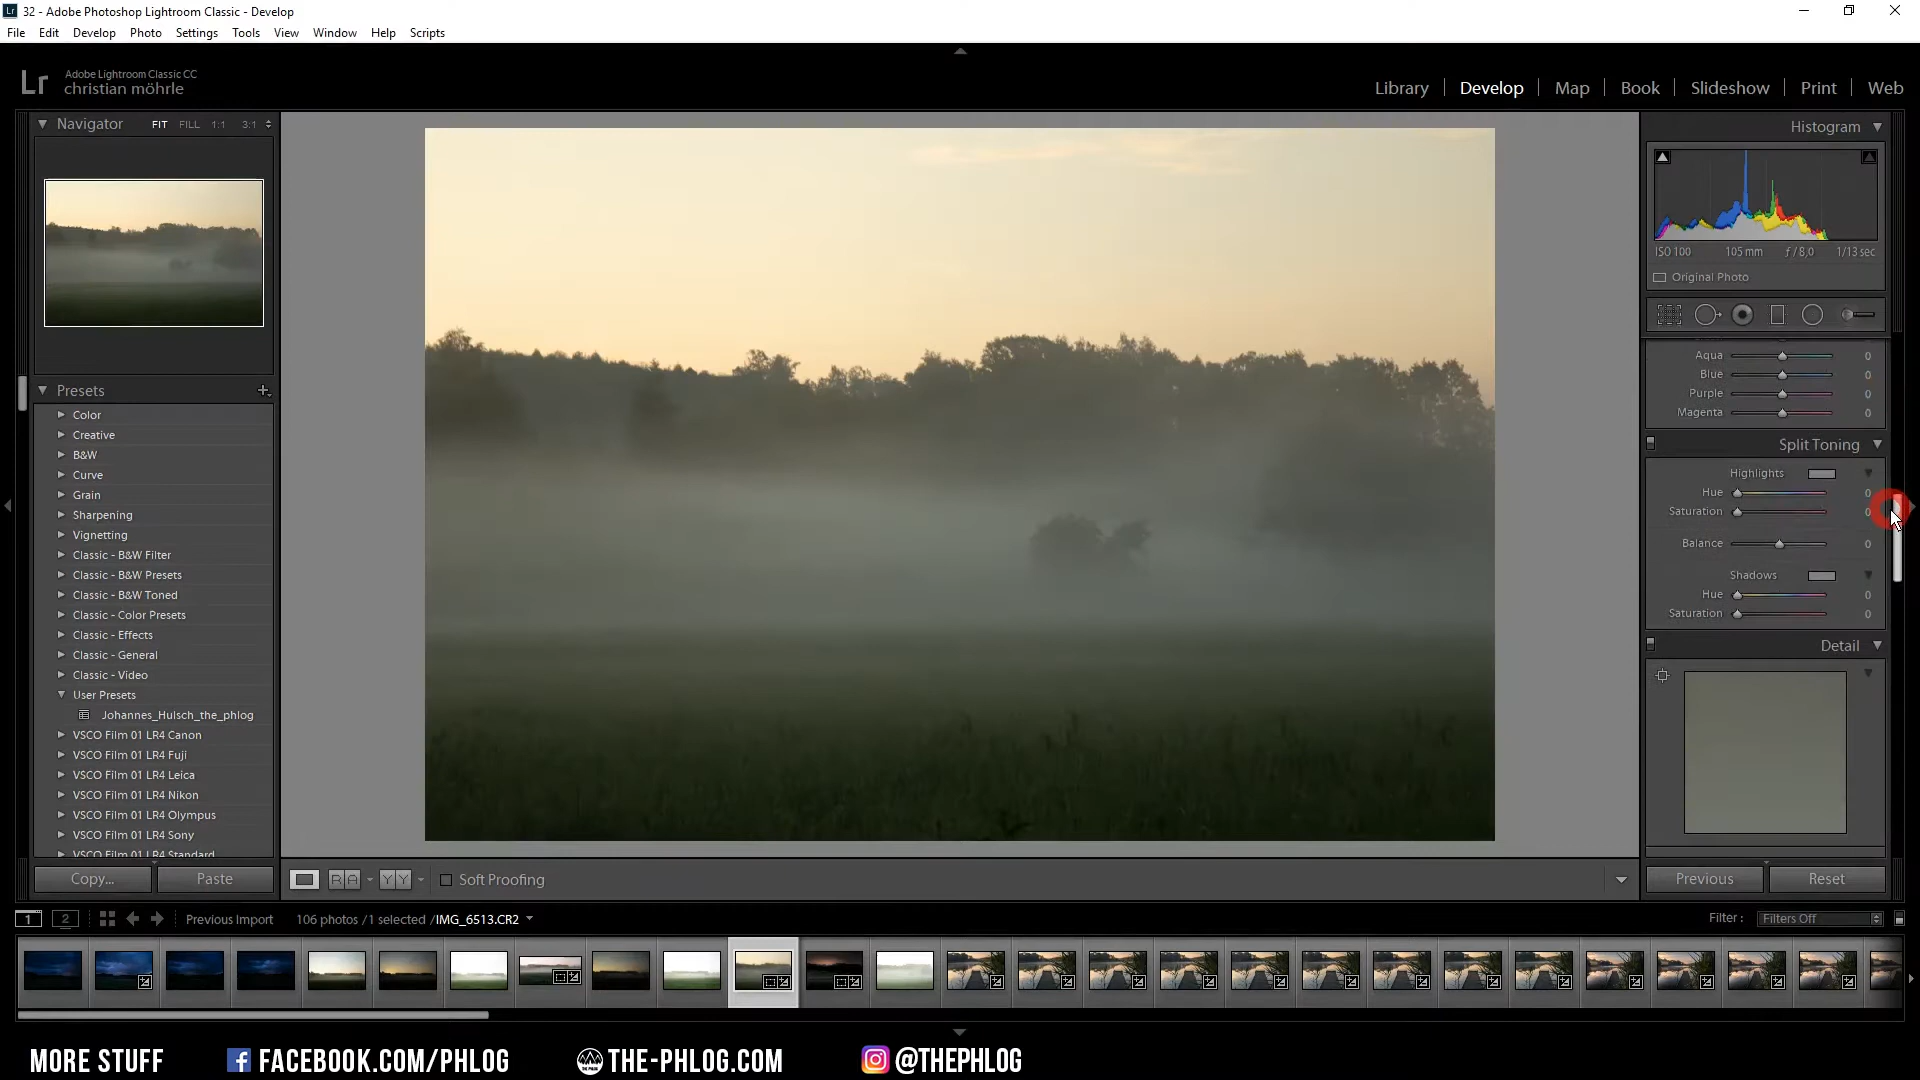 32 - Adobe Photoshop Lightroom Classic - Develop
File Edit Develop Photo Settings Tools View Window Help Scripts
Lr
Adobe Lightroom Classic CC
christian möhrle
Library Develop Map Book Slideshow Print Web
Navigator FIT FILL 1:1 3:1
Presets
Color
Creative
B&W
Curve
Grain
Sharpening
Vignetting
Classic - B&W Filter
Classic - B&W Presets
Classic - B&W Toned
Classic - Color Presets
Classic - Effects
Classic - General
Classic - Video
User Presets
Johannes_Hulsch_the_phlog
VSCO Film 01 LR4 Canon
VSCO Film 01 LR4 Fuji
VSCO Film 01 LR4 Leica
VSCO Film 01 LR4 Nikon
VSCO Film 01 LR4 Olympus
VSCO Film 01 LR4 Sony
VSCO Film 01 LR4 Standard
Copy... Paste
Histogram
ISO 100 105 mm ƒ / 8,0 1/13 sec
Original Photo
Aqua 0
Blue 0
Purple 0
Magenta 0
Split Toning
Highlights
Hue 0
Saturation 0
Balance 0
Shadows
Hue 0
Saturation 0
Detail
Previous Reset
R A Y Y Soft Proofing
1 2 Previous Import 106 photos / 1 selected / IMG_6513.CR2 Filter : Filters Off
MORE STUFF FACEBOOK.COM/PHLOG THE-PHLOG.COM @THEPHLOG